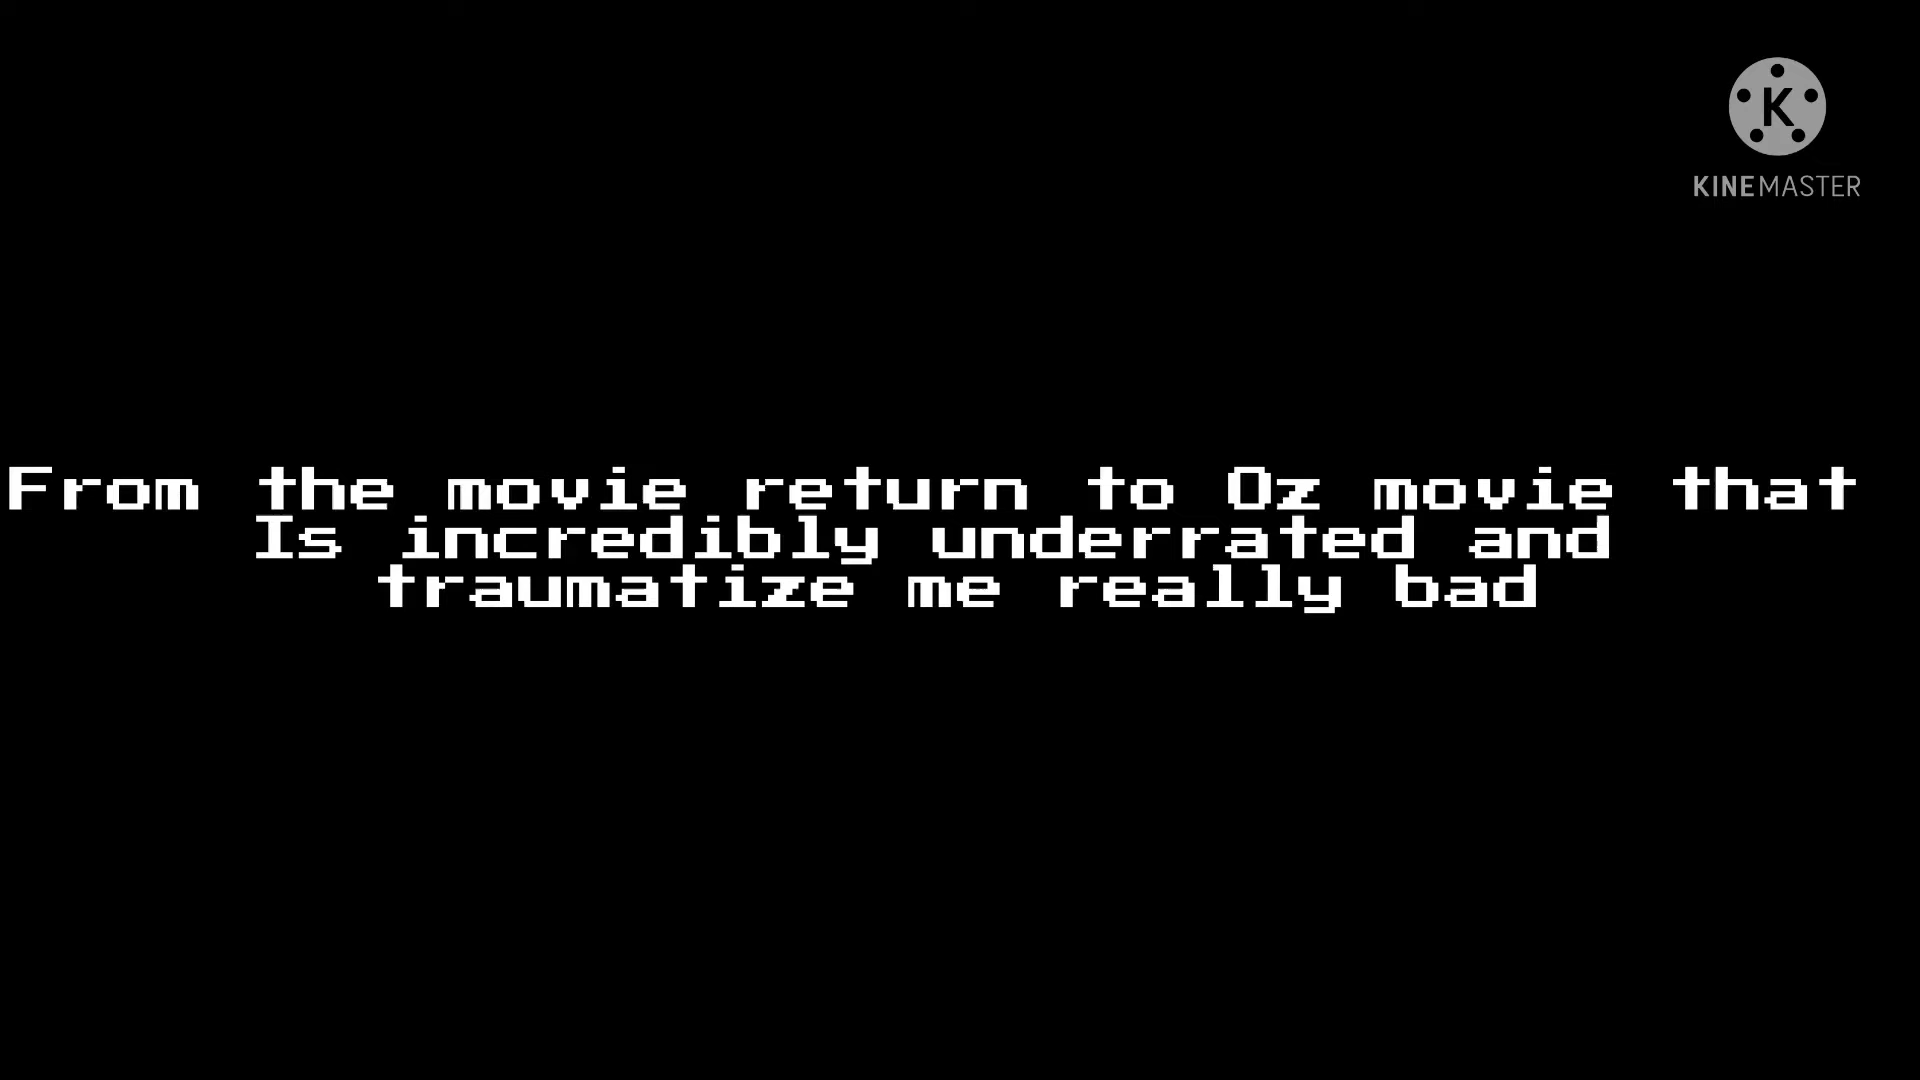 K
KINEMASTER
From the movie return to Oz movie that
Is incredibly underrated and
traumatize me really bad